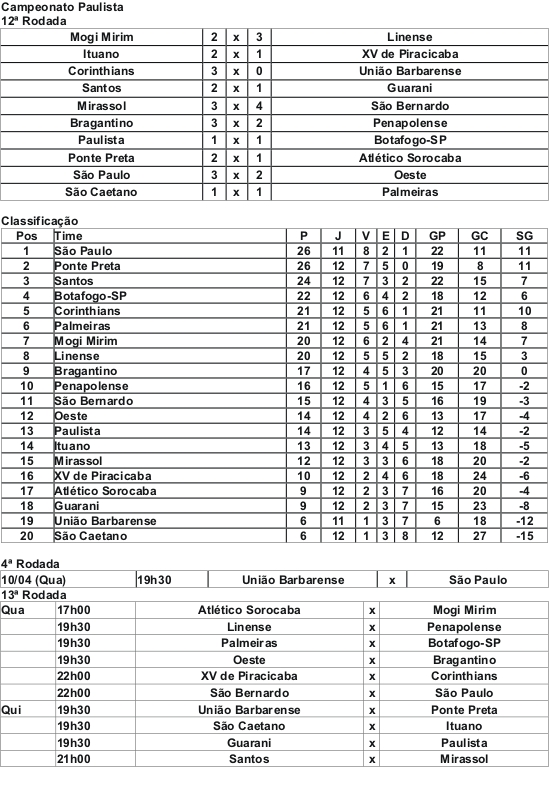 Campeonato Paulista
12ª Rodada
Mogi Mirim 2 x 3 Linense
Ituano 2 x 1 XV de Piracicaba
Corinthians 3 x 0 União Barbarense
Santos 2 x 1 Guarani
Mirassol 3 x 4 São Bernardo
Bragantino 3 x 2 Penapolense
Paulista 1 x 1 Botafogo-SP
Ponte Preta 2 x 1 Atlético Sorocaba
São Paulo 3 x 2 Oeste
São Caetano 1 x 1 Palmeiras
Classificação
Pos Time P J V E D GP GC SG
1 São Paulo 26 11 8 2 1 22 11 11
2 Ponte Preta 26 12 7 5 0 19 8 11
3 Santos 24 12 7 3 2 22 15 7
4 Botafogo-SP 22 12 6 4 2 18 12 6
5 Corinthians 21 12 5 6 1 21 11 10
6 Palmeiras 21 12 5 6 1 21 13 8
7 Mogi Mirim 20 12 6 2 4 21 14 7
8 Linense 20 12 5 5 2 18 15 3
9 Bragantino 17 12 4 5 3 20 20 0
10 Penapolense 16 12 5 1 6 15 17 -2
11 São Bernardo 15 12 4 3 5 16 19 -3
12 Oeste 14 12 4 2 6 13 17 -4
13 Paulista 14 12 3 5 4 12 14 -2
14 Ituano 13 12 3 4 5 13 18 -5
15 Mirassol 12 12 3 3 6 18 20 -2
16 XV de Piracicaba 10 12 2 4 6 18 24 -6
17 Atlético Sorocaba 9 12 2 3 7 16 20 -4
18 Guarani 9 12 2 3 7 15 23 -8
19 União Barbarense 6 11 1 3 7 6 18 -12
20 São Caetano 6 12 1 3 8 12 27 -15
4ª Rodada
10/04 (Qua) 19h30 União Barbarense x São Paulo
13ª Rodada
Qua 17h00 Atlético Sorocaba x Mogi Mirim
19h30 Linense x Penapolense
19h30 Palmeiras x Botafogo-SP
19h30 Oeste x Bragantino
22h00 XV de Piracicaba x Corinthians
22h00 São Bernardo x São Paulo
Qui 19h30 União Barbarense x Ponte Preta
19h30 São Caetano x Ituano
19h30 Guarani x Paulista
21h00 Santos x Mirassol